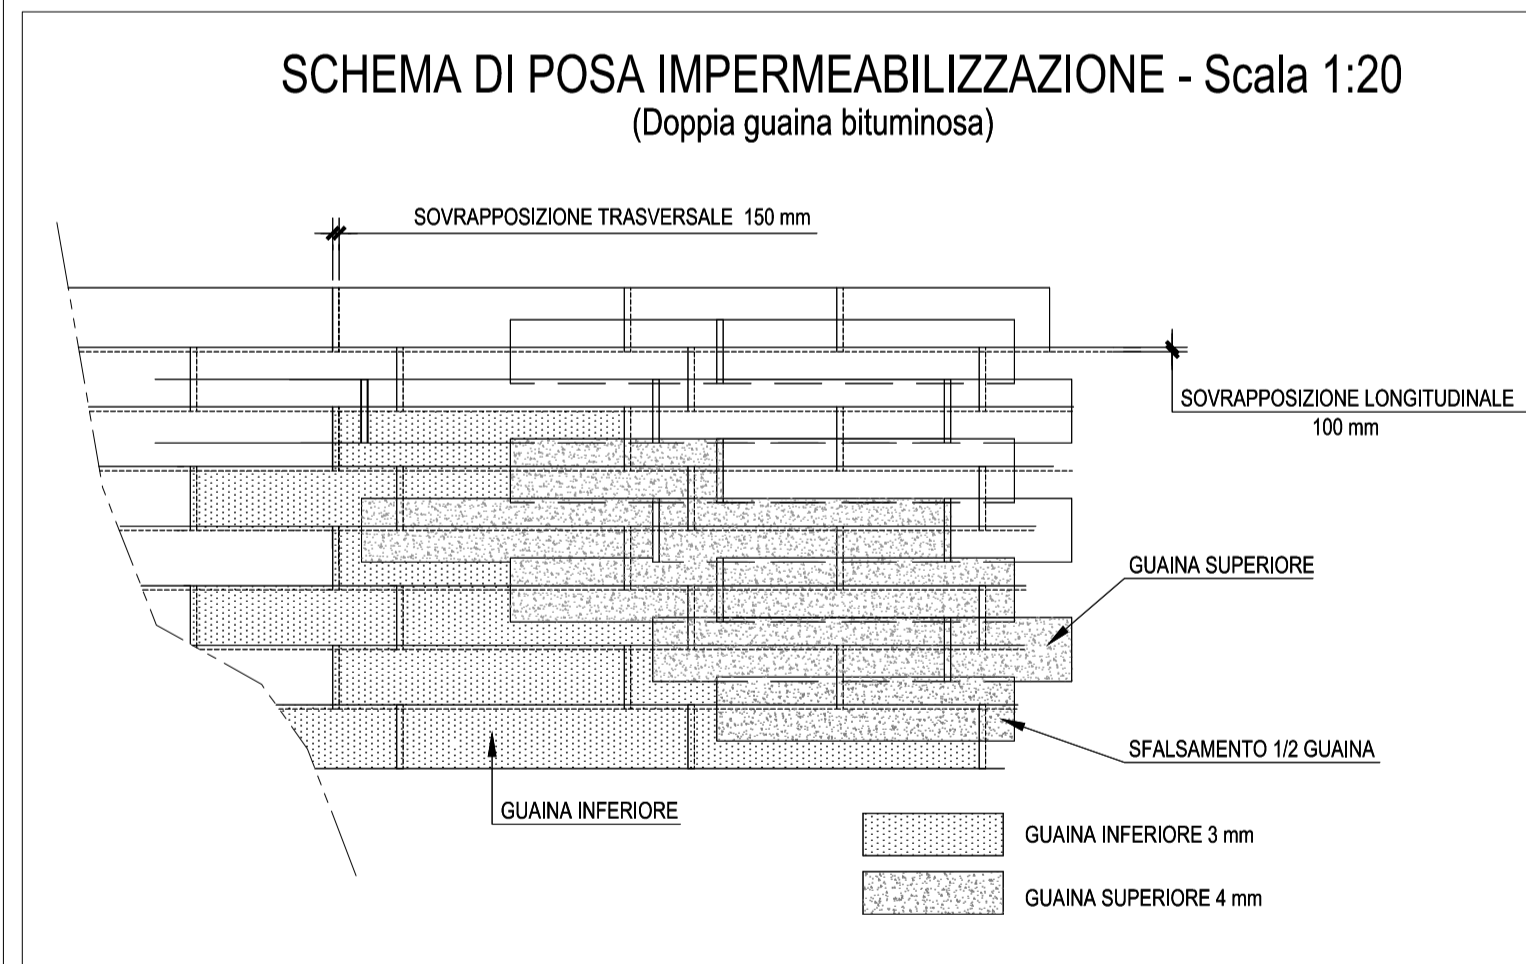 SCHEMA DI POSA IMPERMEABILIZZAZIONE - Scala 1:20
(Doppia guaina bituminosa)
SOVRAPPOSIZIONE TRASVERSALE 150 mm
SOVRAPPOSIZIONE LONGITUDINALE
100 mm
GUAINA SUPERIORE
SFALSAMENTO 1/2 GUAINA
GUAINA INFERIORE
GUAINA INFERIORE 3 mm
GUAINA SUPERIORE 4 mm